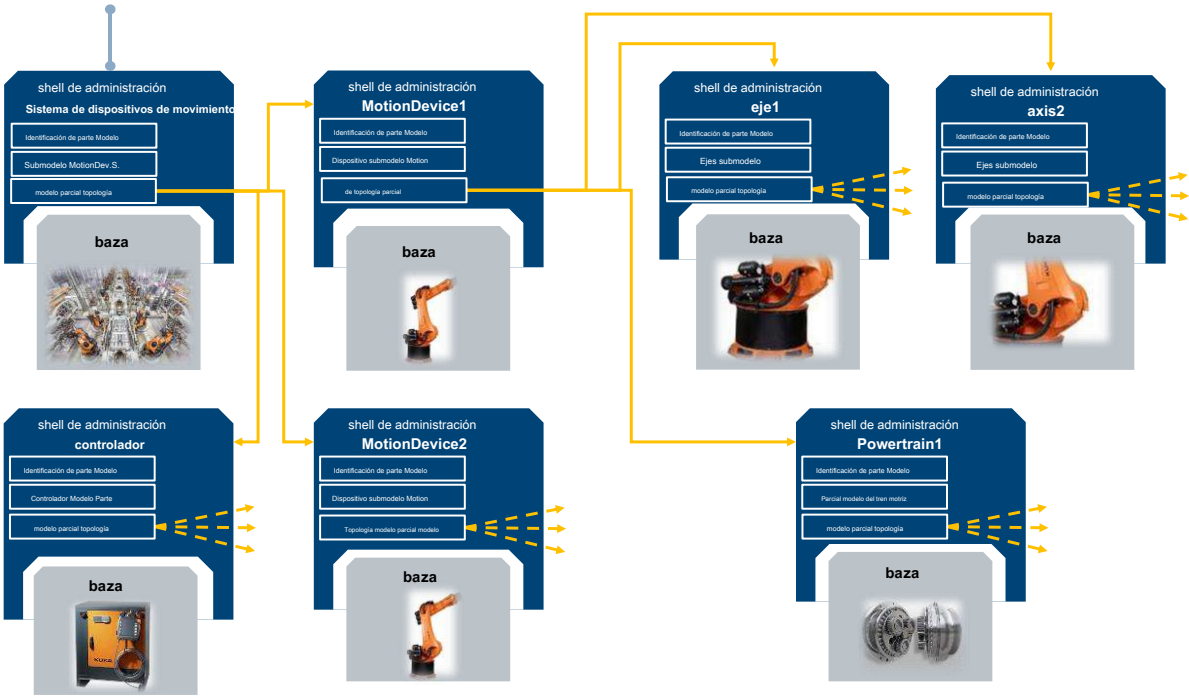 shell de administración
Sistema de dispositivos de movimiento
Identificación de parte Modelo
Submodelo MotionDev.S.
modelo parcial topología
baza
shell de administración
MotionDevice1
Identificación de parte Modelo
Dispositivo submodelo Motion
de topología parcial
baza
shell de administración
eje1
Identificación de parte Modelo
Ejes submodelo
modelo parcial topología
baza
shell de administración
axis2
Identificación de parte Modelo
Ejes submodelo
modelo parcial topología
baza
KUKA
shell de administración
controlador
Identificación de parte Modelo
Controlador Modelo Parte
modelo parcial topología
baza
KUKA
shell de administración
MotionDevice2
Identificación de parte Modelo
Dispositivo submodelo Motion
Topología modelo parcial modelo
baza
shell de administración
Powertrain1
Identificación de parte Modelo
Parcial modelo del tren motriz
modelo parcial topología
baza